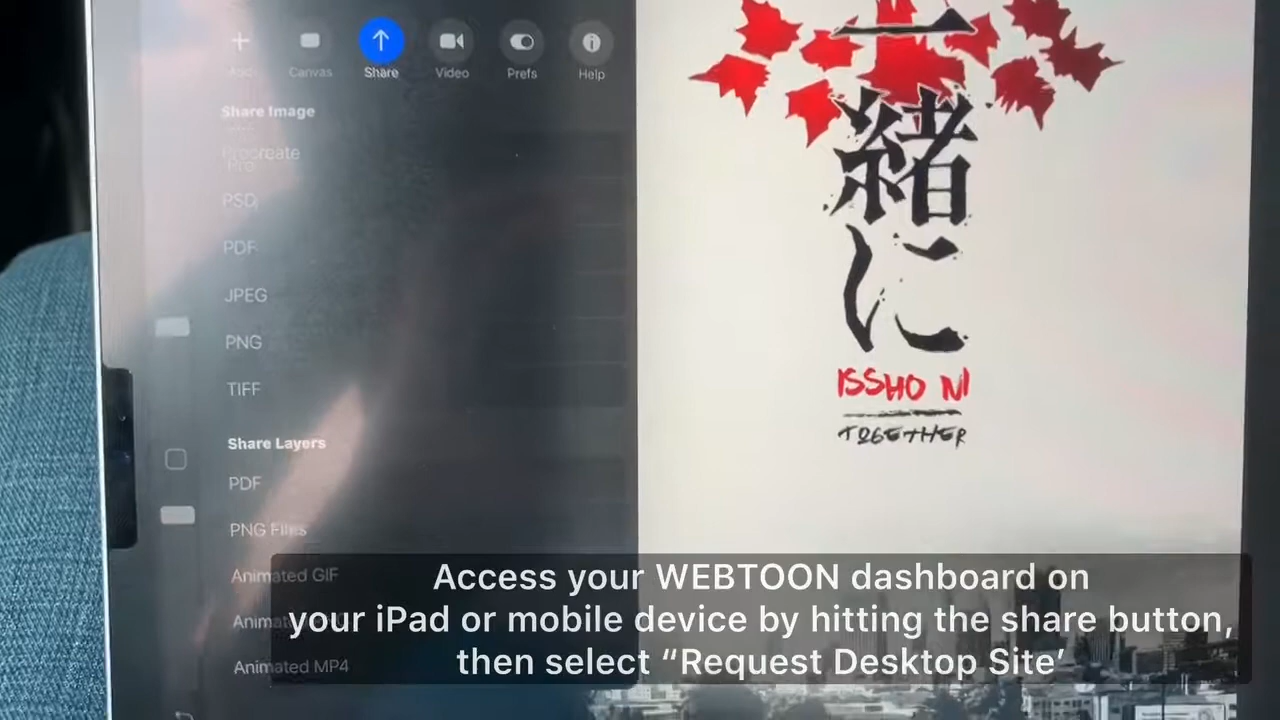 Add
Canvas
Share
Video
Prefs
Help
Share Image
Procreate
PSD
PDF
JPEG
PNG
TIFF
Share Layers
PDF
PNG Files
Animated GIF
Animated MP4
一
緒
に
ISSHO NI
TOGETHER
Access your WEBTOON dashboard on
your iPad or mobile device by hitting the share button,
then select “Request Desktop Site’